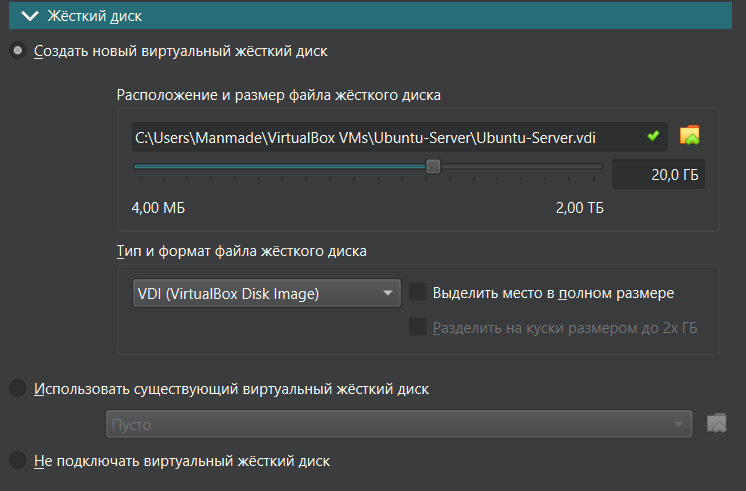 Жёсткий диск
Создать новый виртуальный жёсткий диск
Расположение и размер файла жёсткого диска
C:\Users\Manmade\VirtualBox VMs\Ubuntu-Server\Ubuntu-Server.vdi
20,0 ГБ
4,00 МБ 2,00 ТБ
Тип и формат файла жёсткого диска
VDI (VirtualBox Disk Image) Выделить место в полном размере
Разделить на куски размером до 2х ГБ
Использовать существующий виртуальный жёсткий диск
Пусто
Не подключать виртуальный жёсткий диск